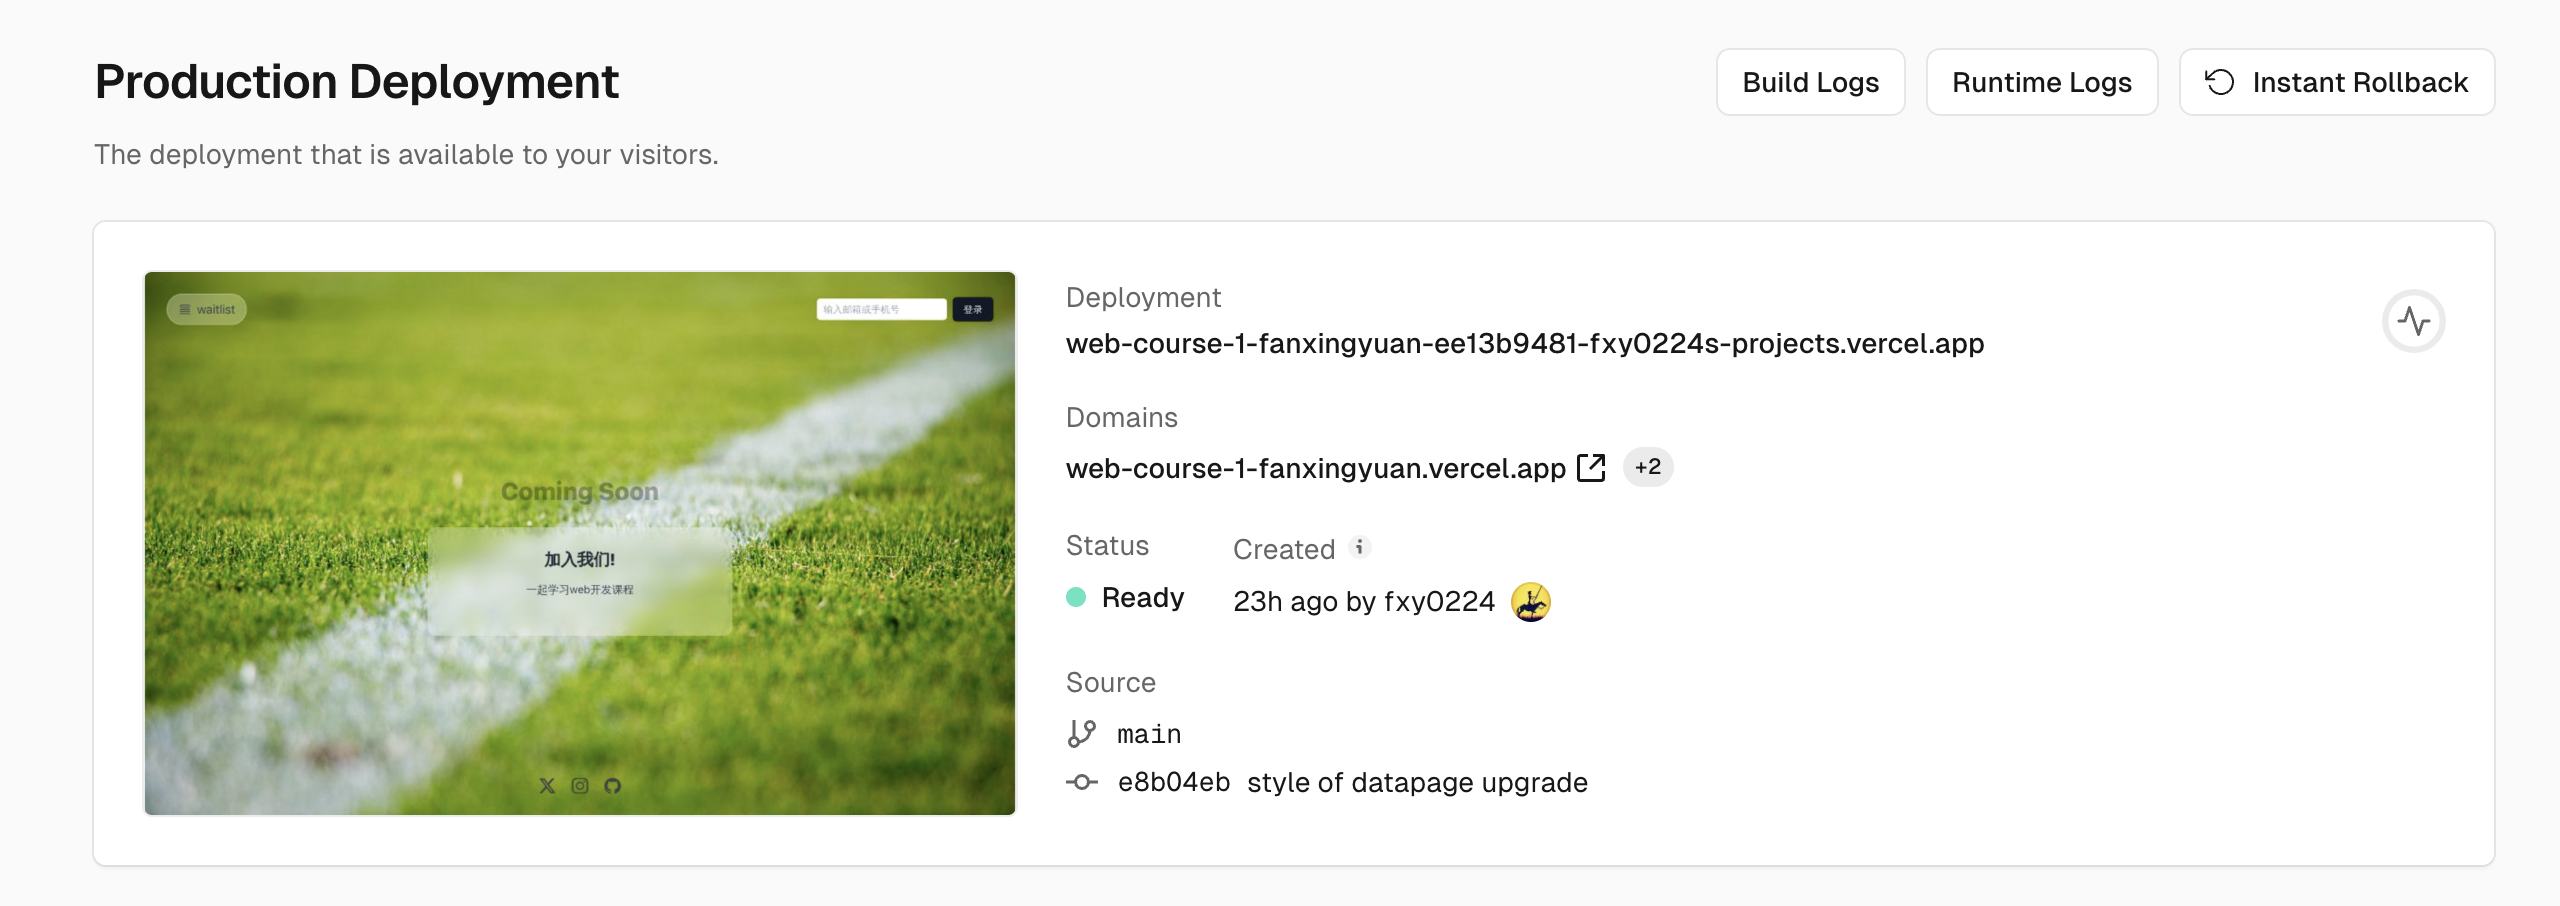 Production Deployment
Build Logs
Runtime Logs
Instant Rollback
The deployment that is available to your visitors.
waitlist
输入邮箱或手机号
登录
Coming Soon
加入我们!
一起学习web开发课程
Deployment
web-course-1-fanxingyuan-ee13b9481-fxy0224s-projects.vercel.app
Domains
web-course-1-fanxingyuan.vercel.app +2
Status
Created
Ready
23h ago by fxy0224
Source
main
e8b04eb style of datapage upgrade